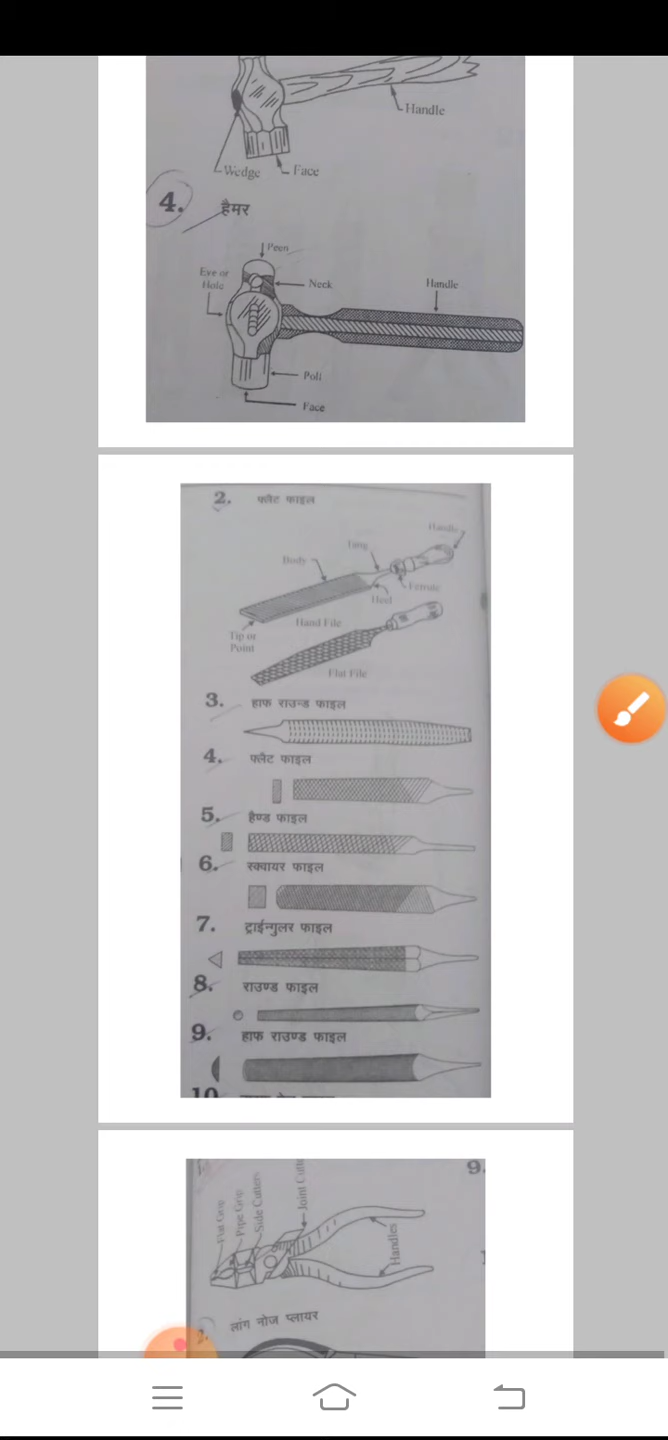 Handle
Wedge
Face
4. हैमर
Peen
Eye or
Hole
Neck
Handle
Poll
Face
2. फ्लैट फाइल
Handle
Tang
Body
Ferrule
Heel
Hand File
Tip or
Point
Flat File
3. हाफ राउन्ड फाइल
4. फ्लैट फाइल
5. हैण्ड फाइल
6. स्क्वायर फाइल
7. ट्राईन्गुलर फाइल
8. राउण्ड फाइल
9. हाफ राउण्ड फाइल
10
9.
Flat Grip
Pipe Grip
Side Cutters
Joint
Handles
लांग नोज प्लायर